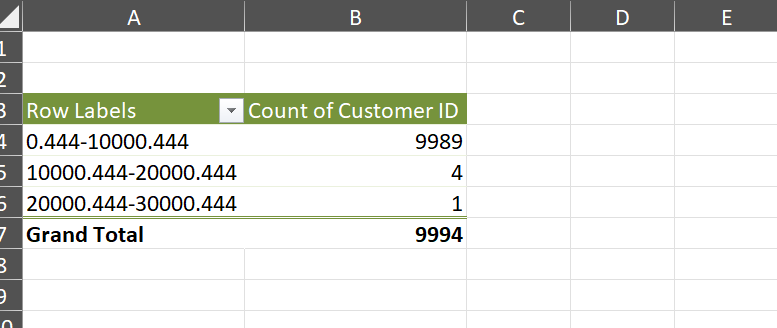 A B C D E
1
2
3 Row Labels Count of Customer ID
4 0.444-10000.444 9989
5 10000.444-20000.444 4
6 20000.444-30000.444 1
7 Grand Total 9994
8
9
10